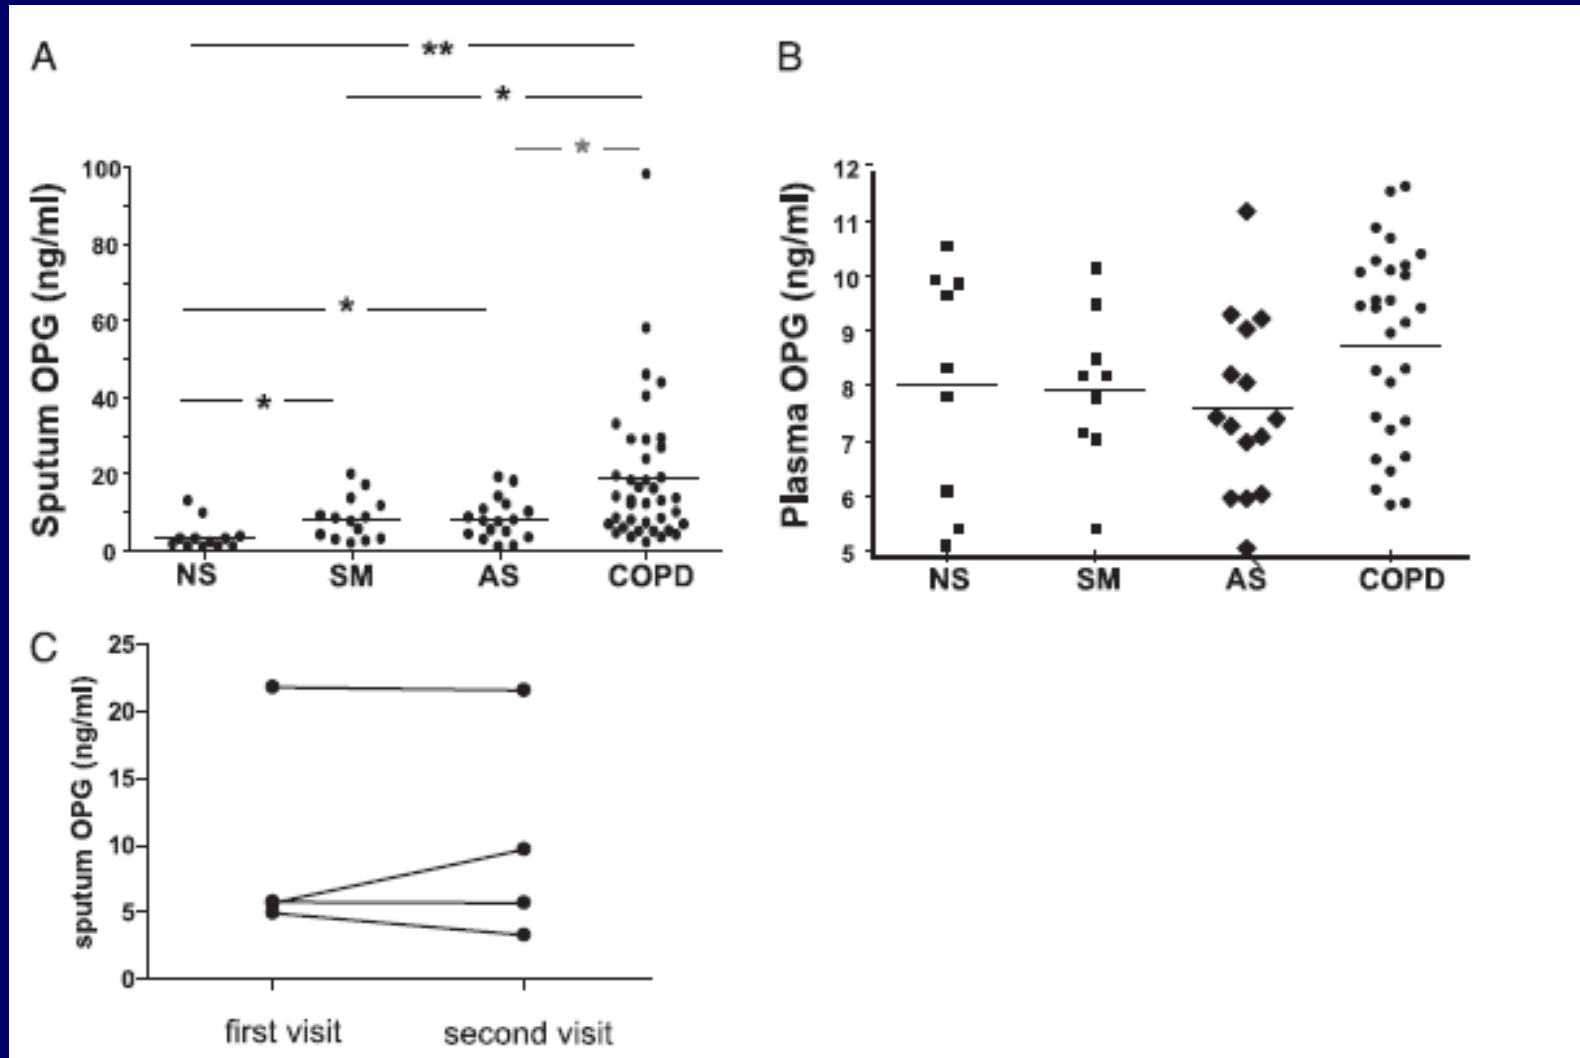 A
**
*
*
Sputum OPG (ng/ml)
100
80
60
40
20
0
*
*
NS SM AS COPD
B
Plasma OPG (ng/ml)
12
11
10
9
8
7
6
5
NS SM AS COPD
C
sputum OPG (ng/ml)
25
20
15
10
5
0
first visit second visit